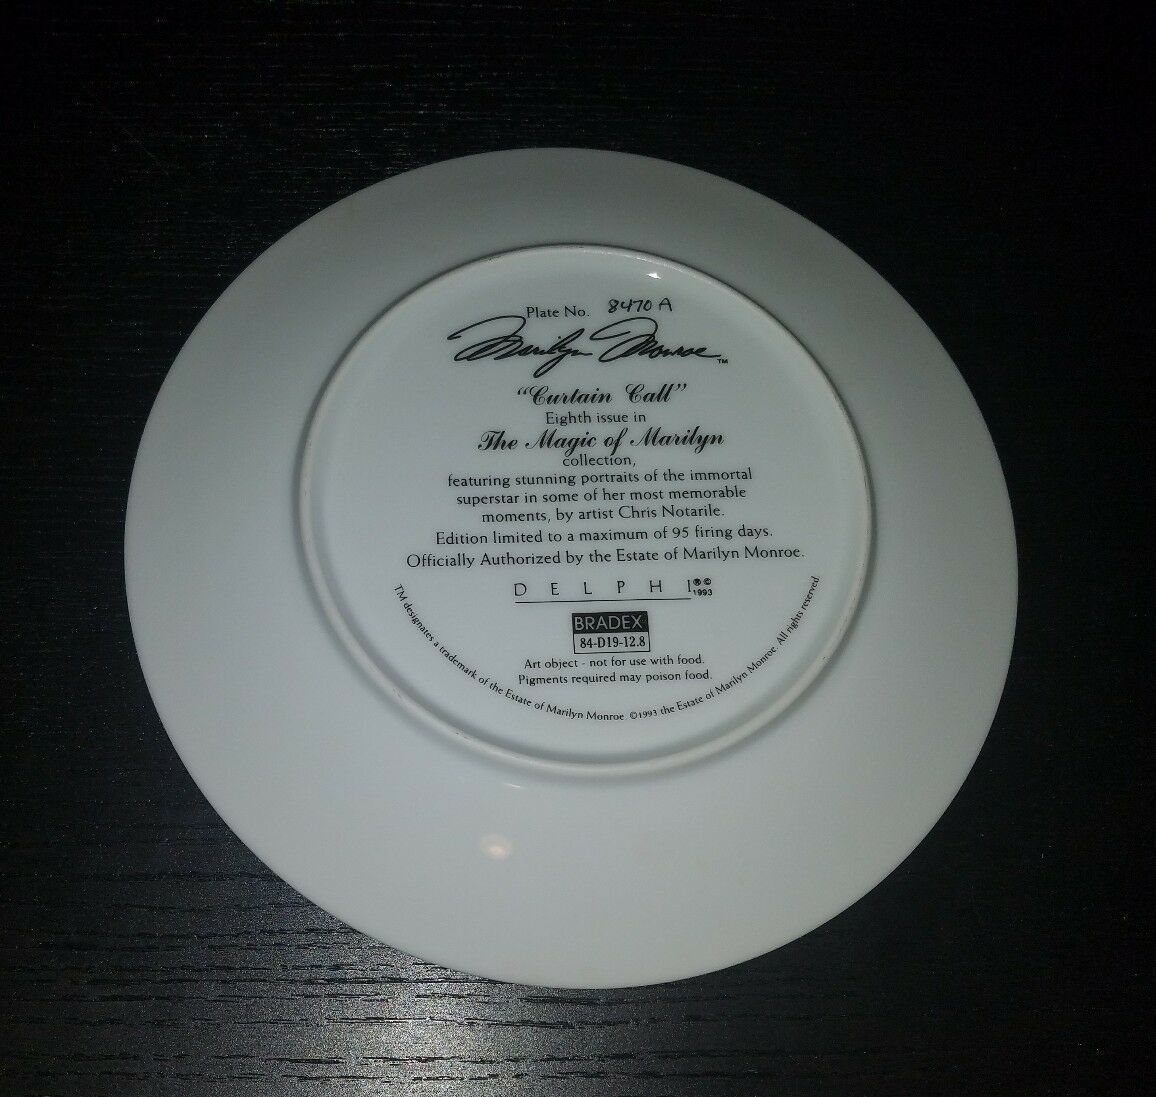 Plate No. 8470 A
Marilyn Monroe™
“Curtain Call”
Eighth issue in
The Magic of Marilyn
collection,
featuring stunning portraits of the immortal
superstar in some of her most memorable
moments, by artist Chris Notarile.
Edition limited to a maximum of 95 firing days.
Officially Authorized by the Estate of Marilyn Monroe.
DELPHI®© 1993
BRADEX®
84-D19-12.8
Art object - not for use with food.
Pigments required may poison food.
TM designates a trademark of the Estate of Marilyn Monroe. ©1993 the Estate of Marilyn Monroe. All rights reserved